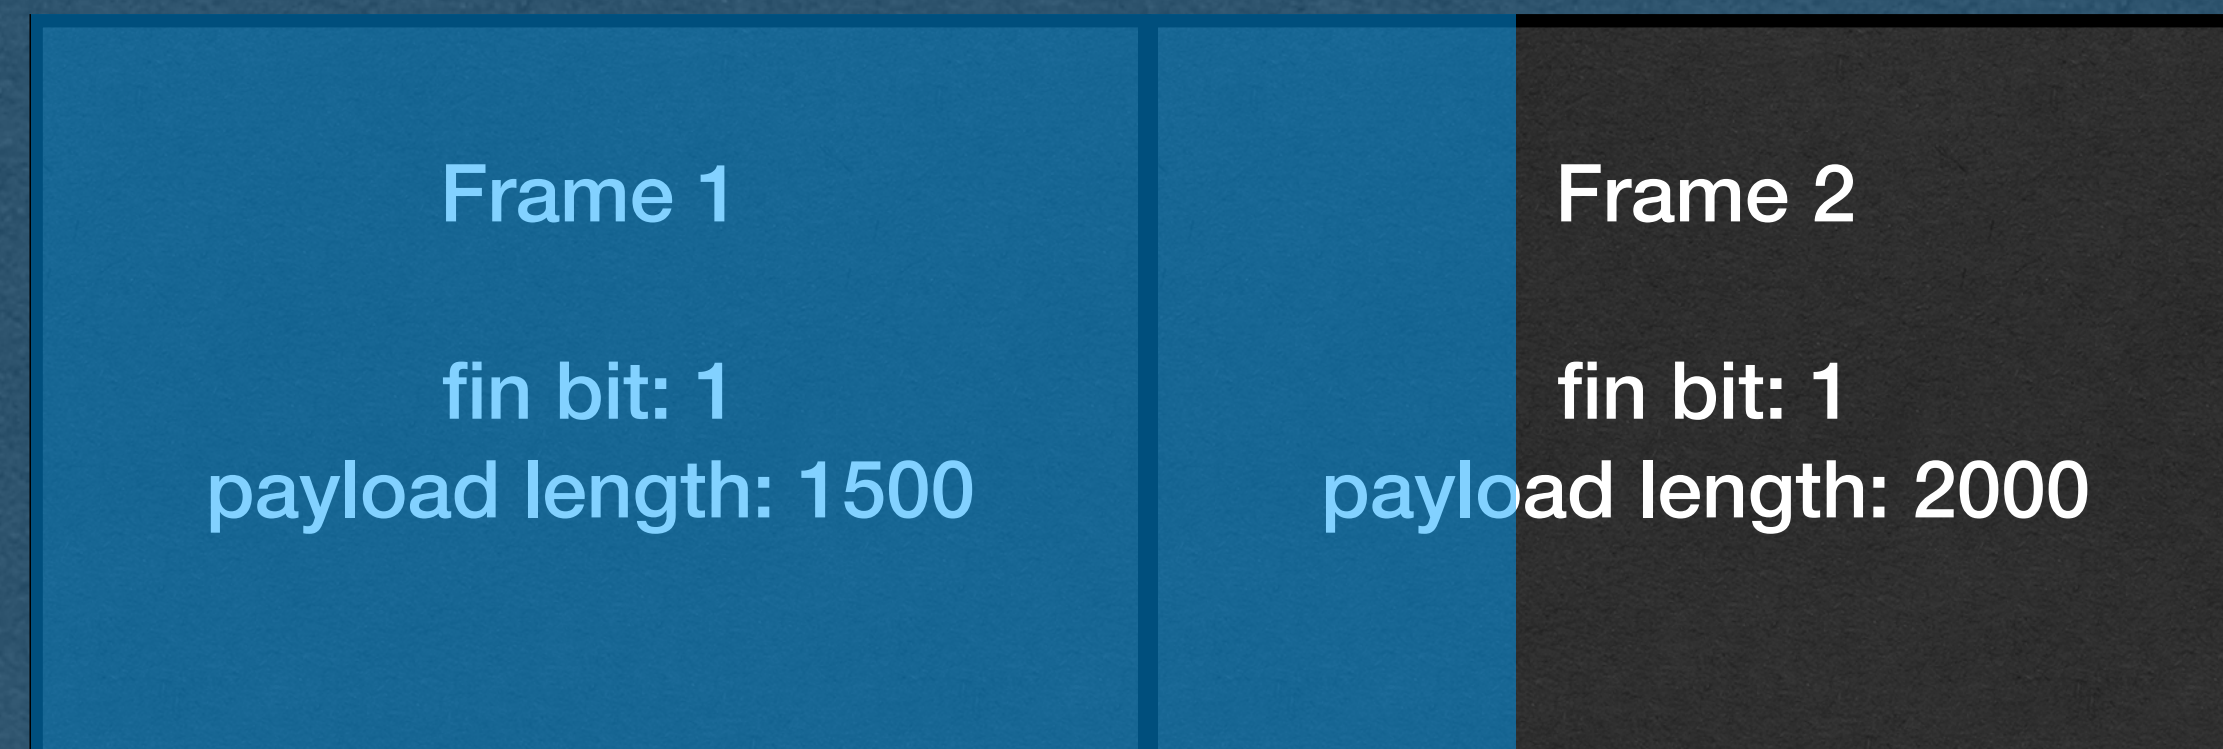 Frame 1
fin bit: 1
payload length: 1500
Frame 2
fin bit: 1
payload length: 2000